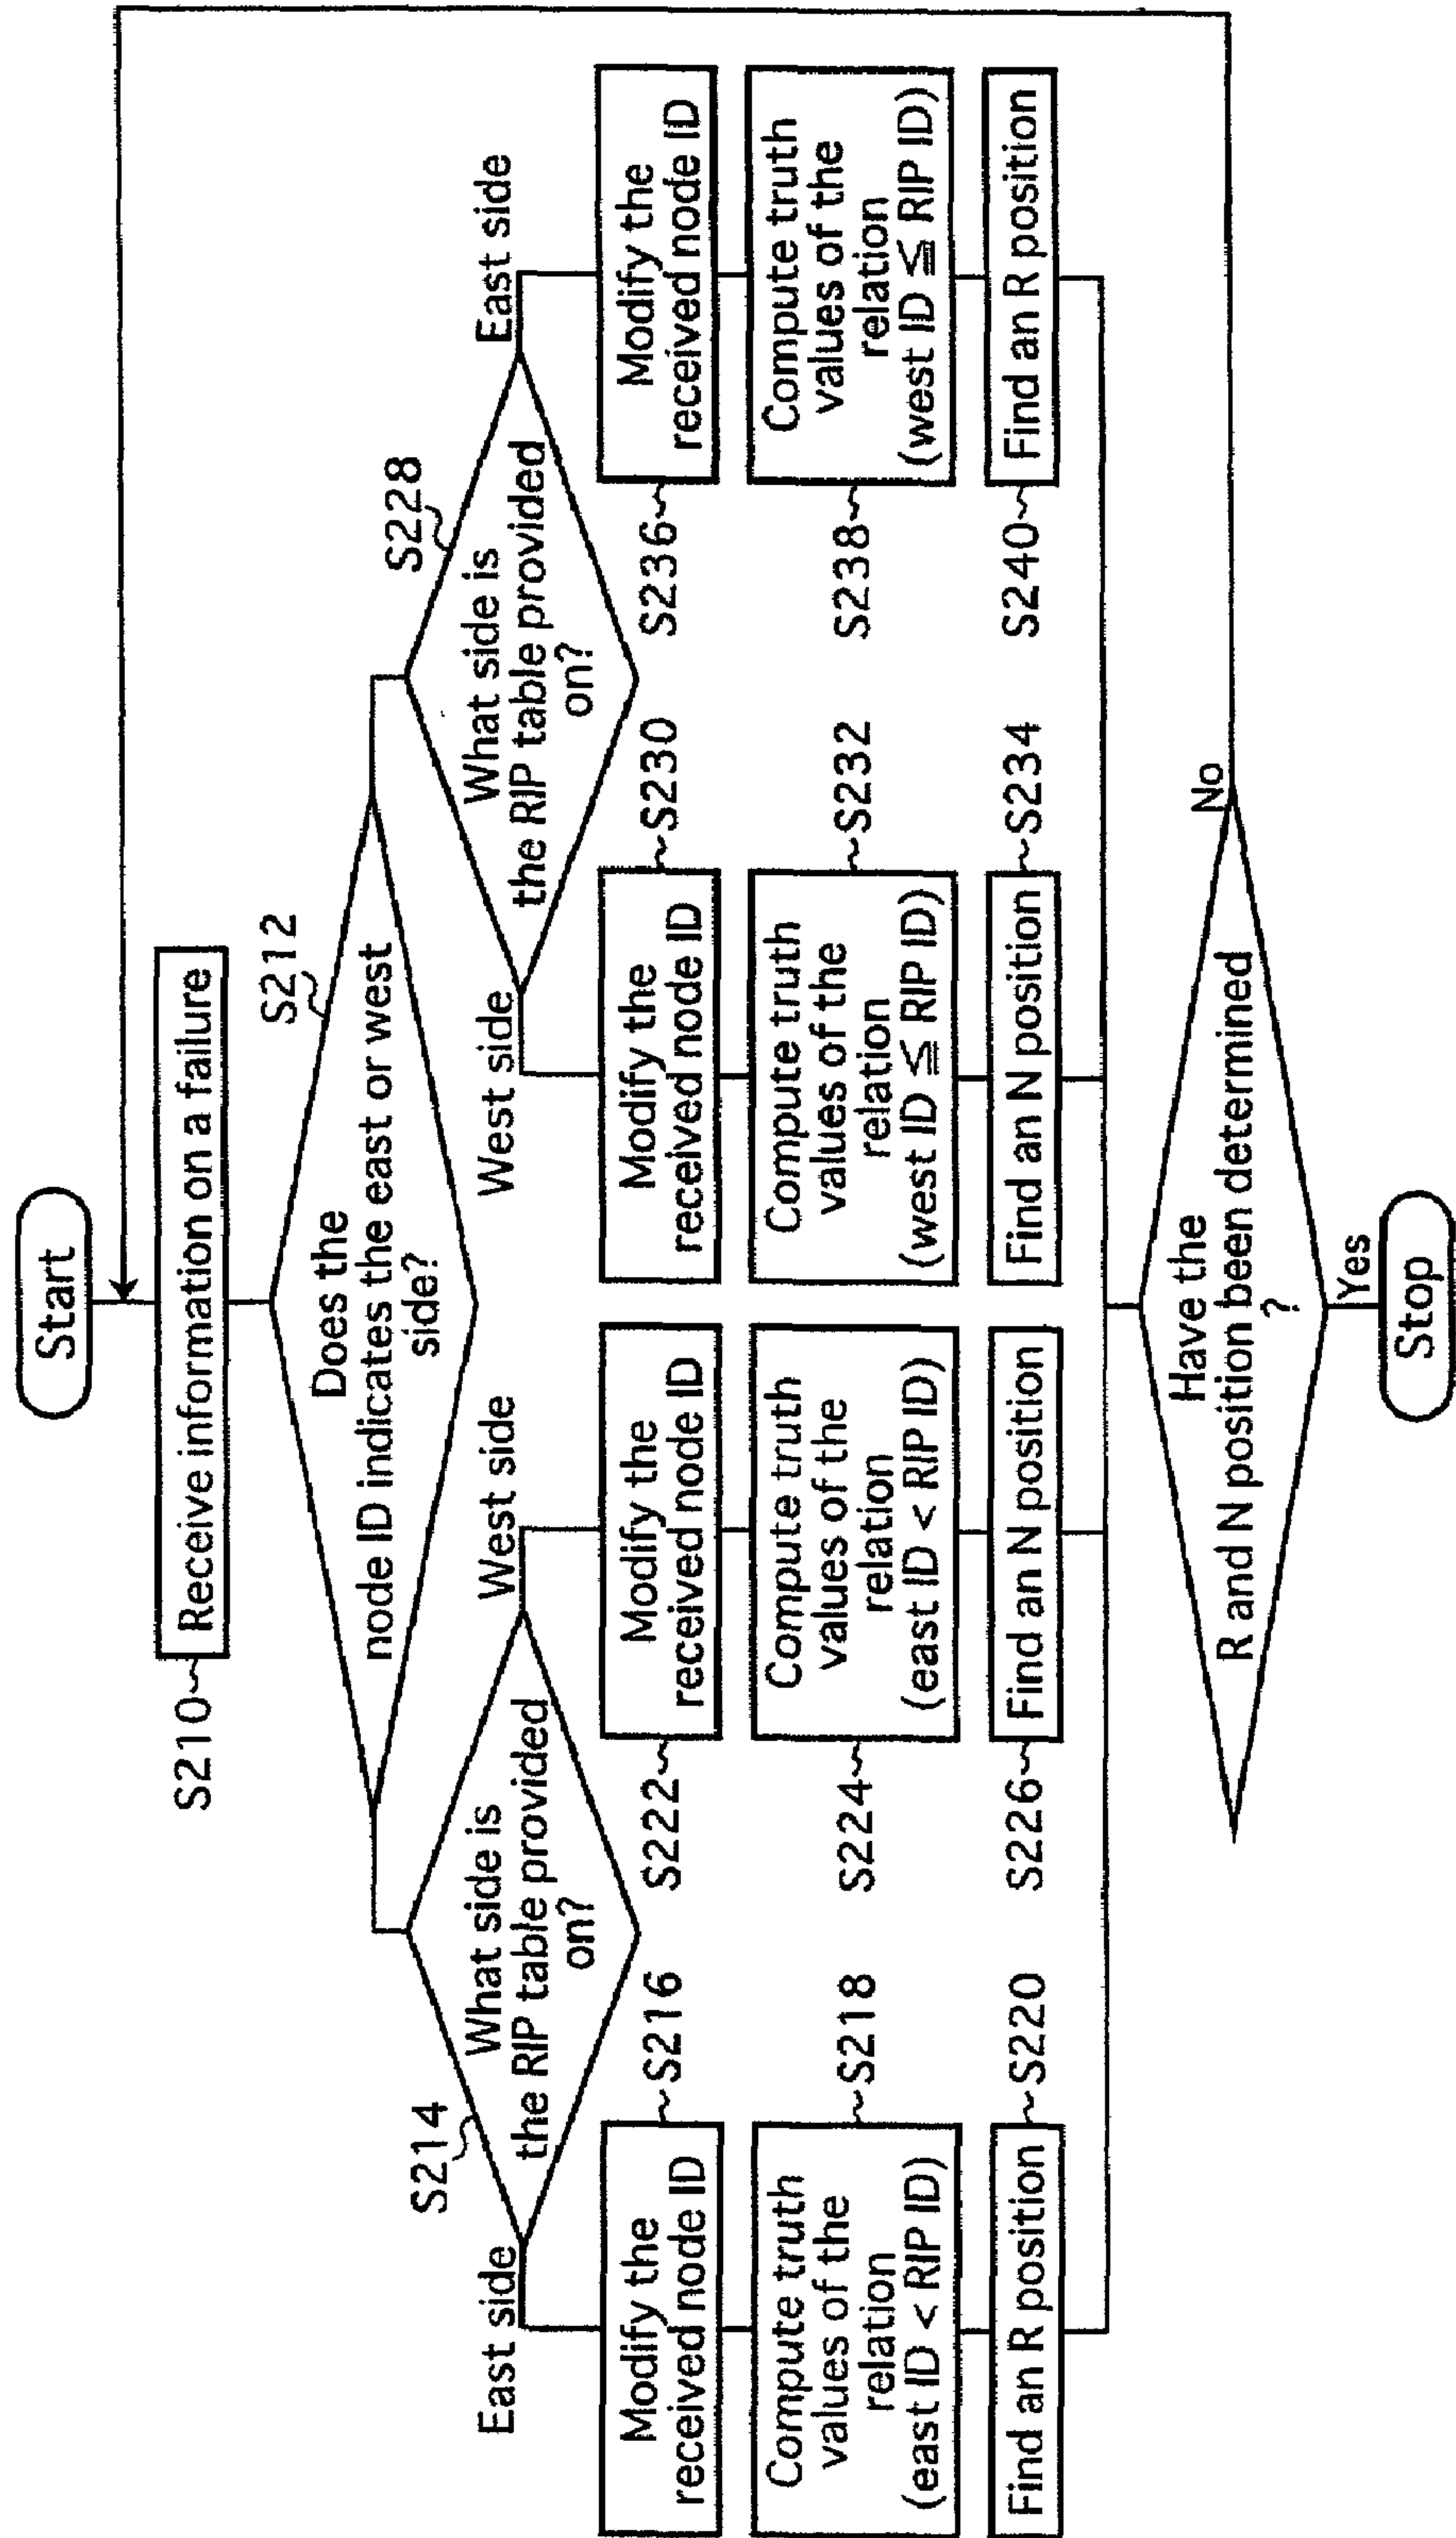 Start
S210
Receive information on a failure
S212
Does the
node ID indicates the east or west
side?
S214
What side is
the RIP table provided
on?
East side
West side
S228
What side is
the RIP table provided
on?
West side
East side
Modify the
received node ID
S216
Compute truth
values of the
relation
(east ID < RIP ID)
S218
Find an R position
S220
S222
Modify the
received node ID
S224
Compute truth
values of the
relation
(east ID < RIP ID)
S226
Find an N position
Modify the
received node ID
S230
Compute truth
values of the
relation
(west ID ≦ RIP ID)
S232
Find an N position
S234
S236
Modify the
received node ID
S238
Compute truth
values of the
relation
(west ID ≦ RIP ID)
S240
Find an R position
Have the
R and N position been determined
?
No
Yes
Stop